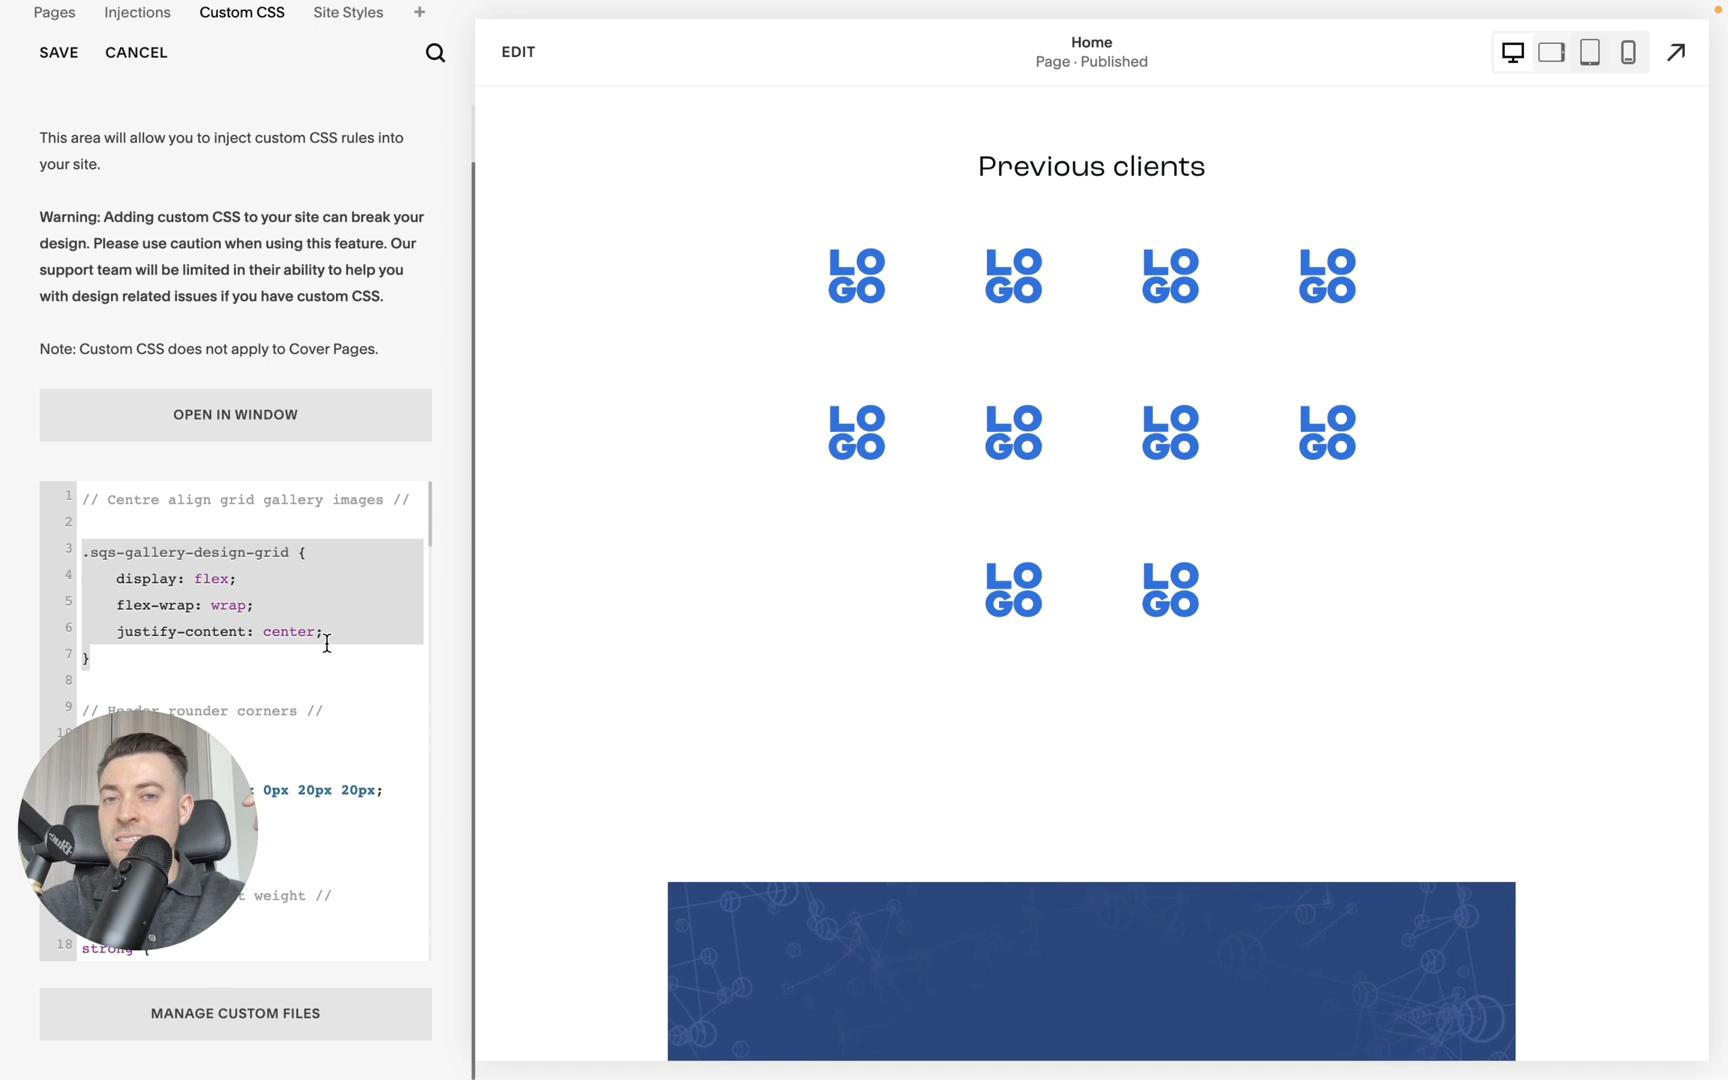 Pages Injections Custom CSS Site Styles +
SAVE CANCEL
This area will allow you to inject custom CSS rules into
your site.
Warning: Adding custom CSS to your site can break your
design. Please use caution when using this feature. Our
support team will be limited in their ability to help you
with design related issues if you have custom CSS.
Note: Custom CSS does not apply to Cover Pages.
OPEN IN WINDOW
1 // Centre align grid gallery images //
2
3 .sqs-gallery-design-grid {
4 display: flex;
5 flex-wrap: wrap;
6 justify-content: center;
7 }
8
9 // Header rounder corners //
10
0px 20px 20px;
weight //
18 strong {
MANAGE CUSTOM FILES
EDIT
Home
Page · Published
Previous clients
LO LO LO LO
GO GO GO GO
LO LO LO LO
GO GO GO GO
LO LO
GO GO